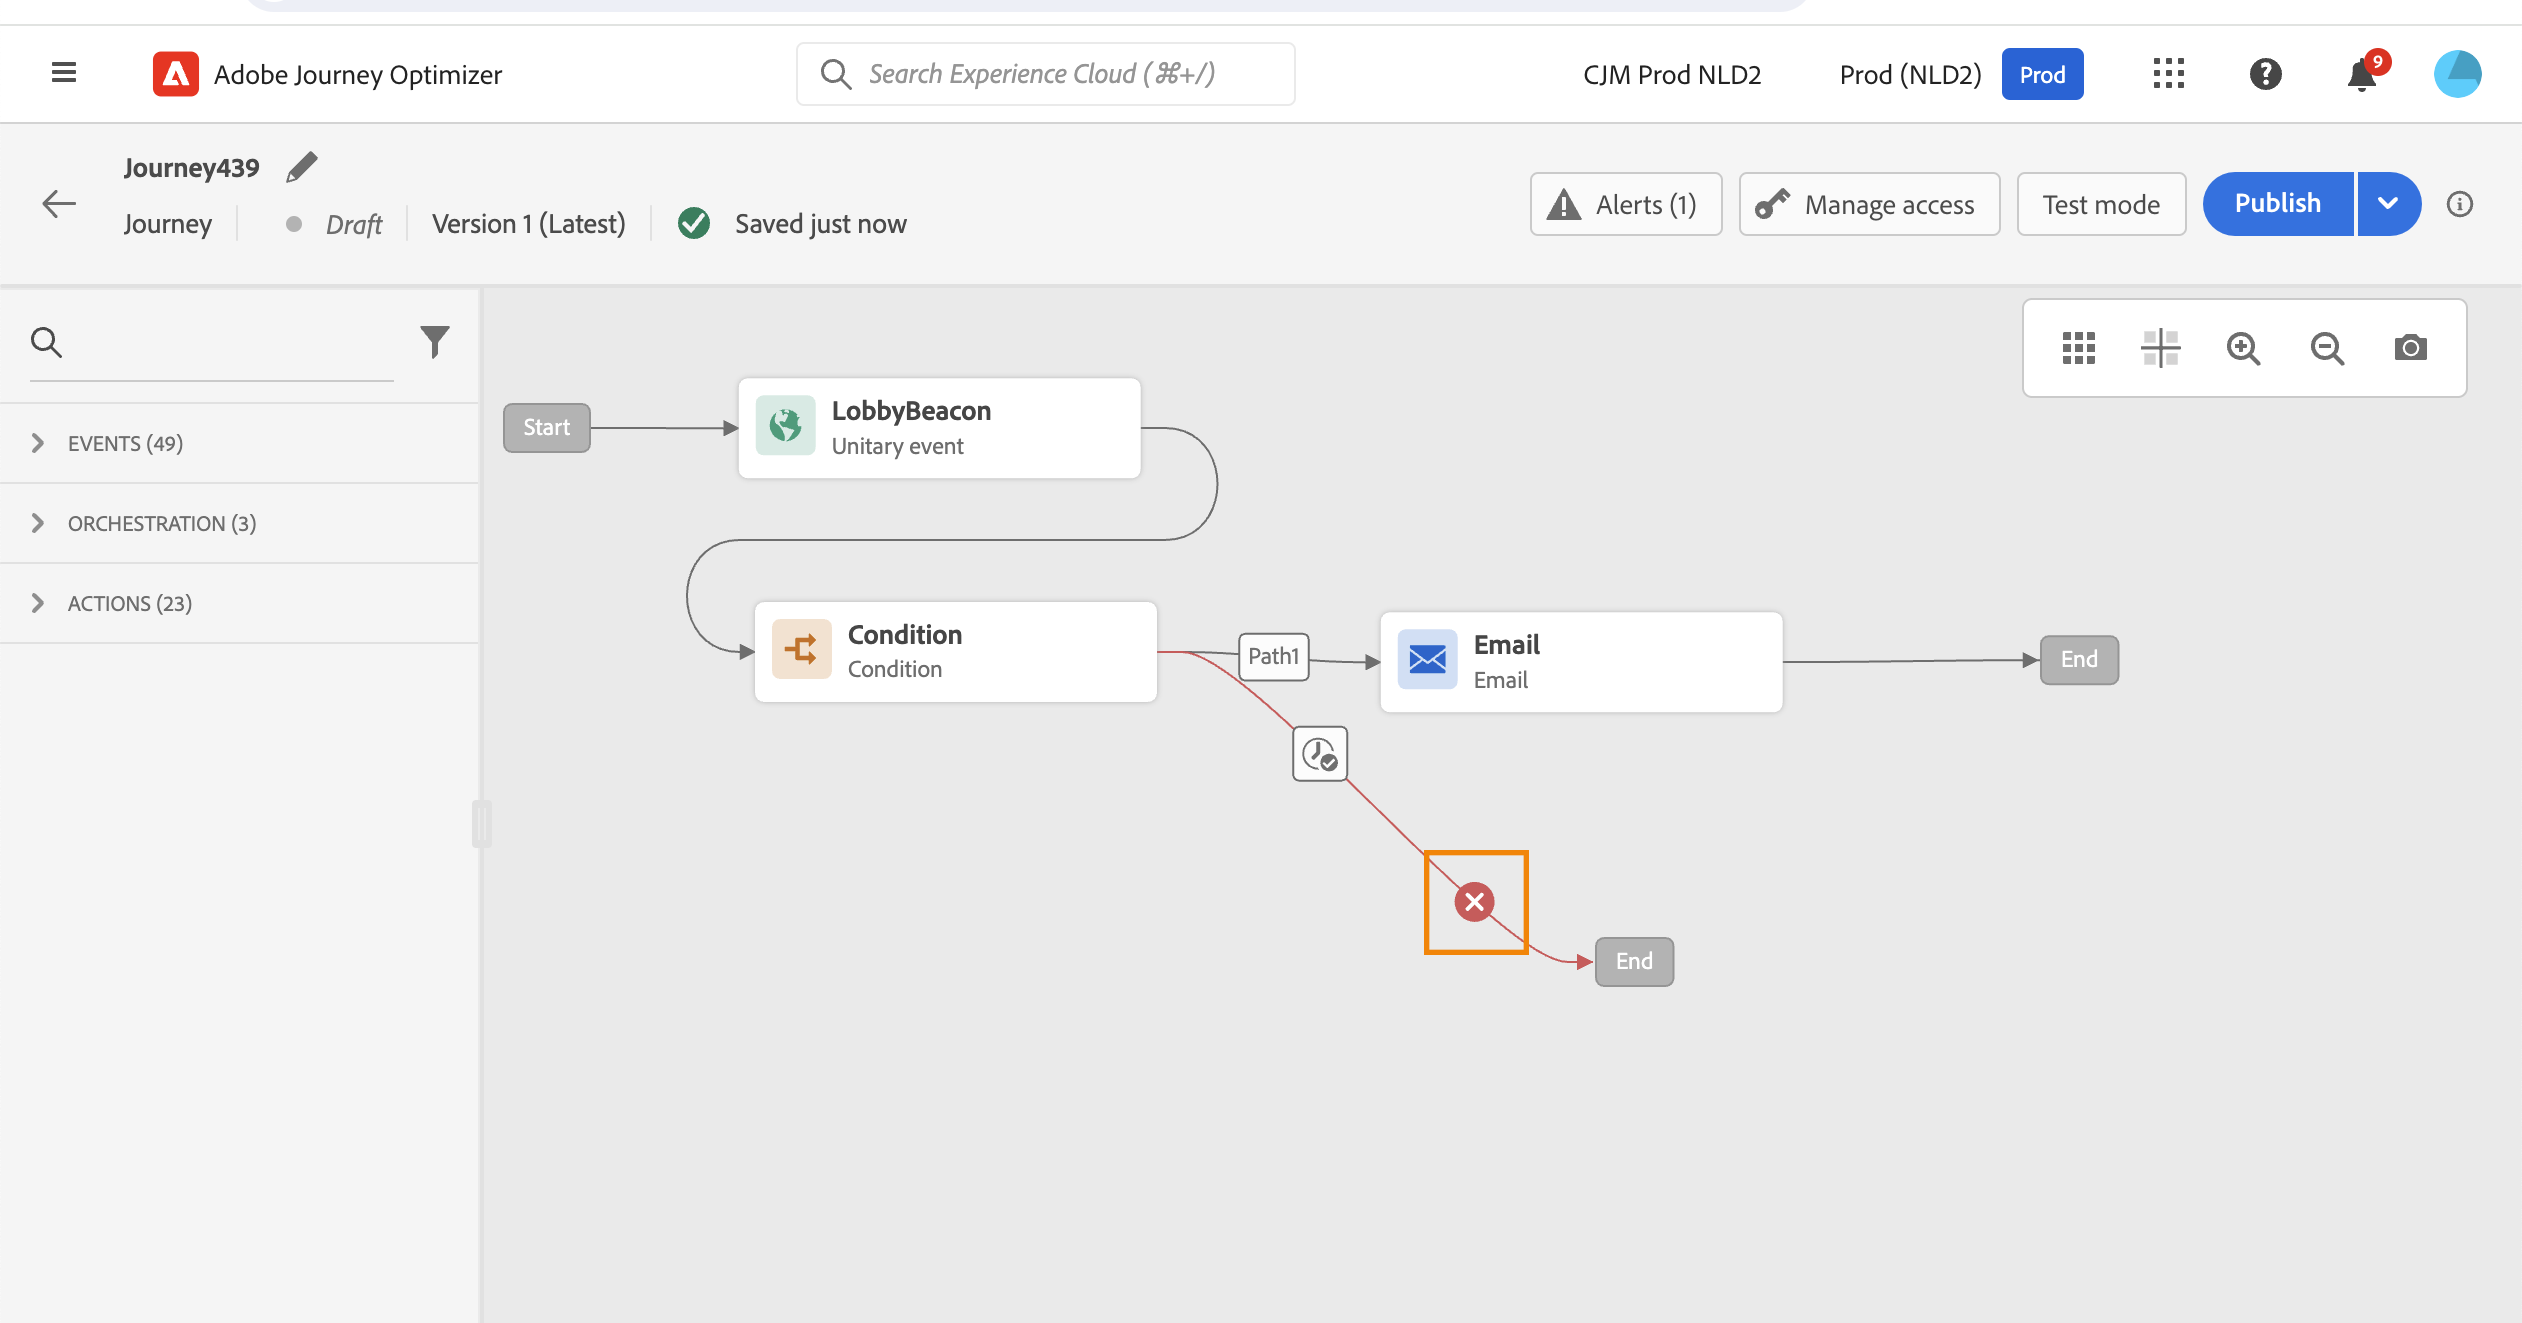 Adobe Journey Optimizer
Search Experience Cloud (⌘+/)
CJM Prod NLD2
Prod (NLD2)
Prod
9
Journey439
Journey
Draft
Version 1 (Latest)
Saved just now
Alerts (1)
Manage access
Test mode
Publish
EVENTS (49)
ORCHESTRATION (3)
ACTIONS (23)
Start
LobbyBeacon
Unitary event
Condition
Condition
Path1
Email
Email
End
End